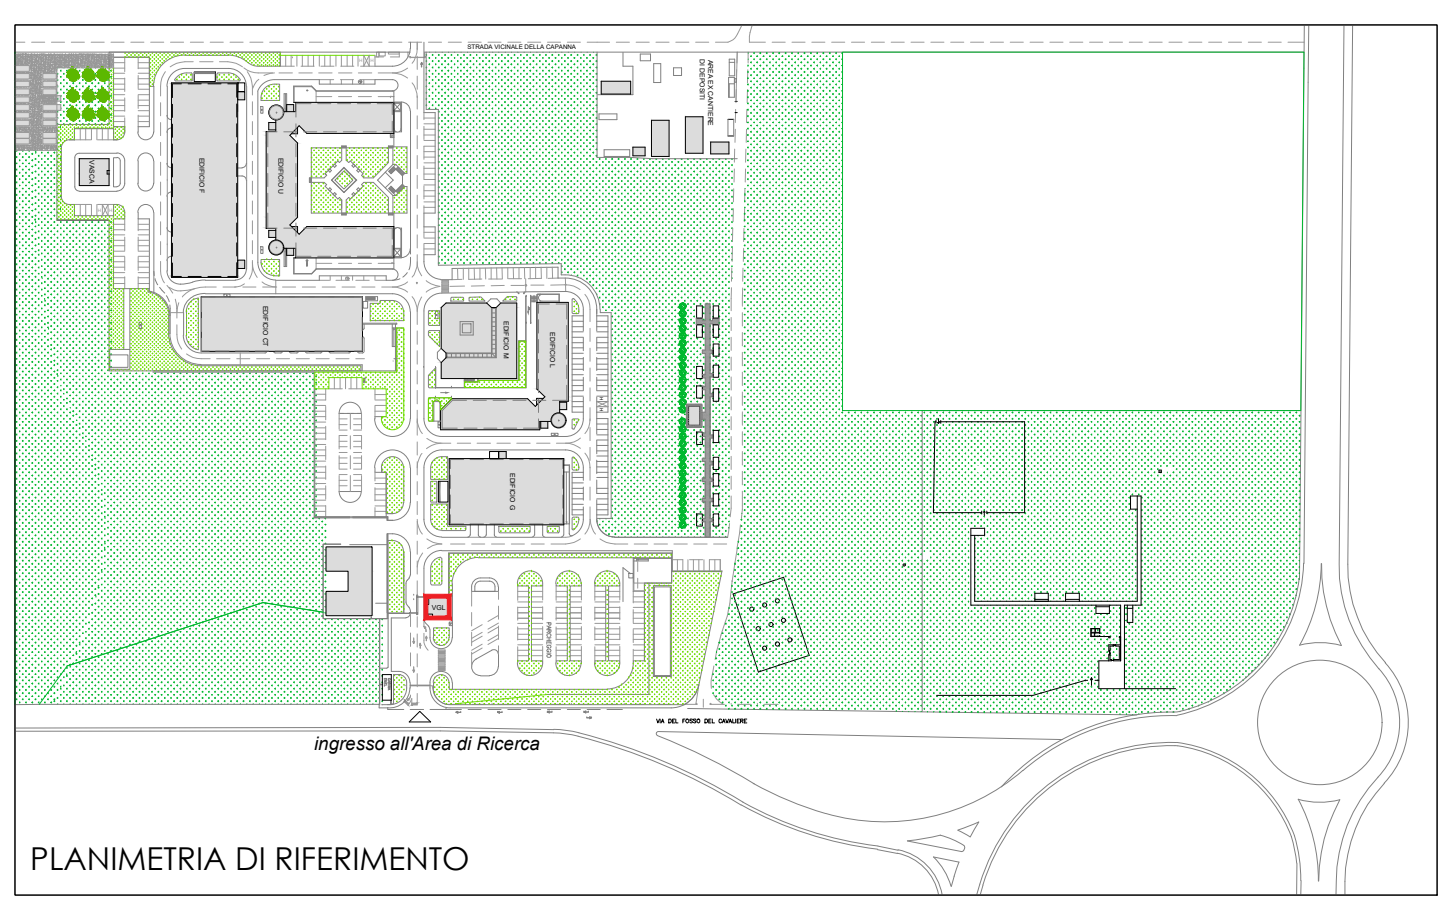 STRADA VICINALE DELLA CAPANNA
AREA EX CANTIERE
DI DEPOSITI
VASCA
EDIFICIO F
EDIFICIO U
EDIFICIO CT
EDIFICIO M
EDIFICIO L
EDIFICIO G
VGL
PARCHEGGIO
VIA DEL FOSSO DEL CAVALIERE
ingresso all'Area di Ricerca
PLANIMETRIA DI RIFERIMENTO